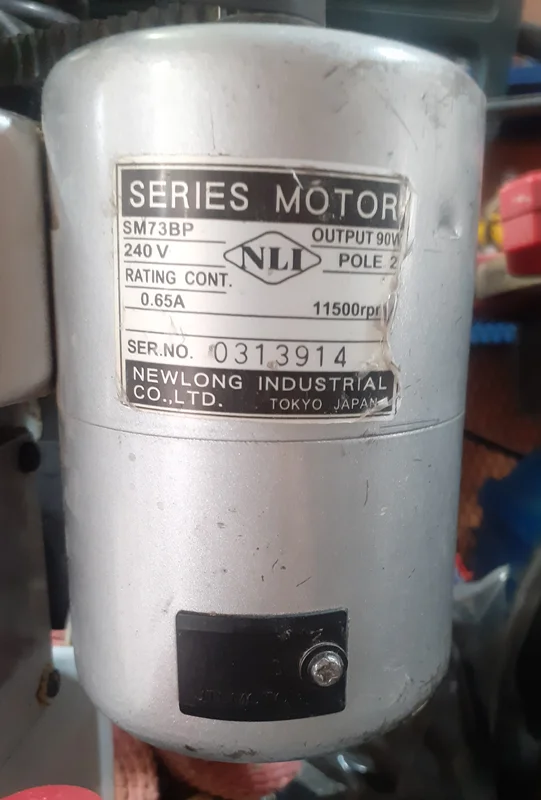 SERIES MOTOR
SM73BP
OUTPUT 90W
240 V
NLI
POLE 2
RATING CONT.
0.65A
11500rpm
SER.NO. 0313914
NEWLONG INDUSTRIAL
CO.,LTD. TOKYO JAPAN